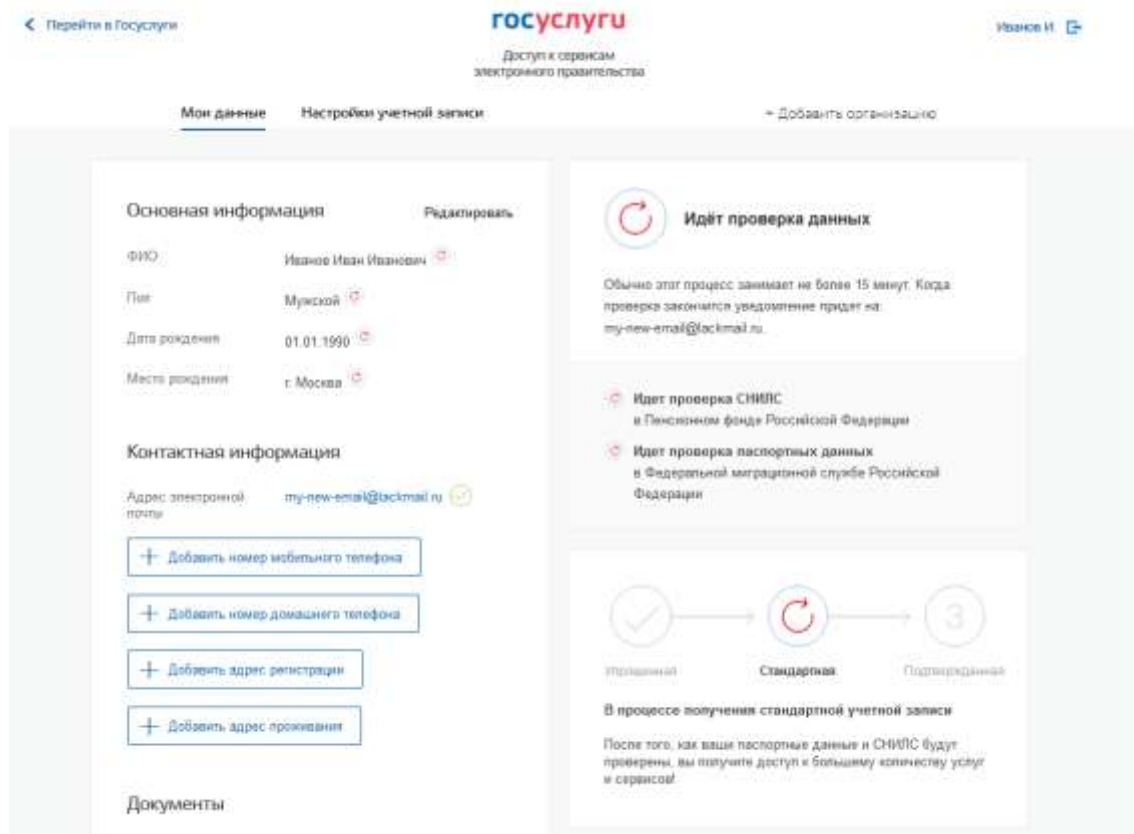 Перейти в Госуслуги
госуслуги
Иванов И.
Доступ к сервисам
электронного правительства
Мои данные
Настройки учетной записи
+ Добавить организацию
Основная информация
Редактировать
ФИО
Иванов Иван Иванович
Пол
Мужской
Дата рождения
01.01.1990
Место рождения
г. Москва
Контактная информация
Адрес электронной
почты
my-new-email@lackmail.ru
Добавить номер мобильного телефона
Добавить номер домашнего телефона
Добавить адрес регистрации
Добавить адрес проживания
Документы
Идёт проверка данных
Обычно этот процесс занимает не более 15 минут. Когда
проверка закончится уведомление придет на:
my-new-email@lackmail.ru.
Идет проверка СНИЛС
в Пенсионном фонде Российской Федерации
Идет проверка паспортных данных
в Федеральной миграционной службе Российской
Федерации
3
Упрощенная
Стандартная
Подтвержденная
В процессе получения стандартной учетной записи
После того, как ваши паспортные данные и СНИЛС будут
проверены, вы получите доступ к большему количеству услуг
и сервисов!